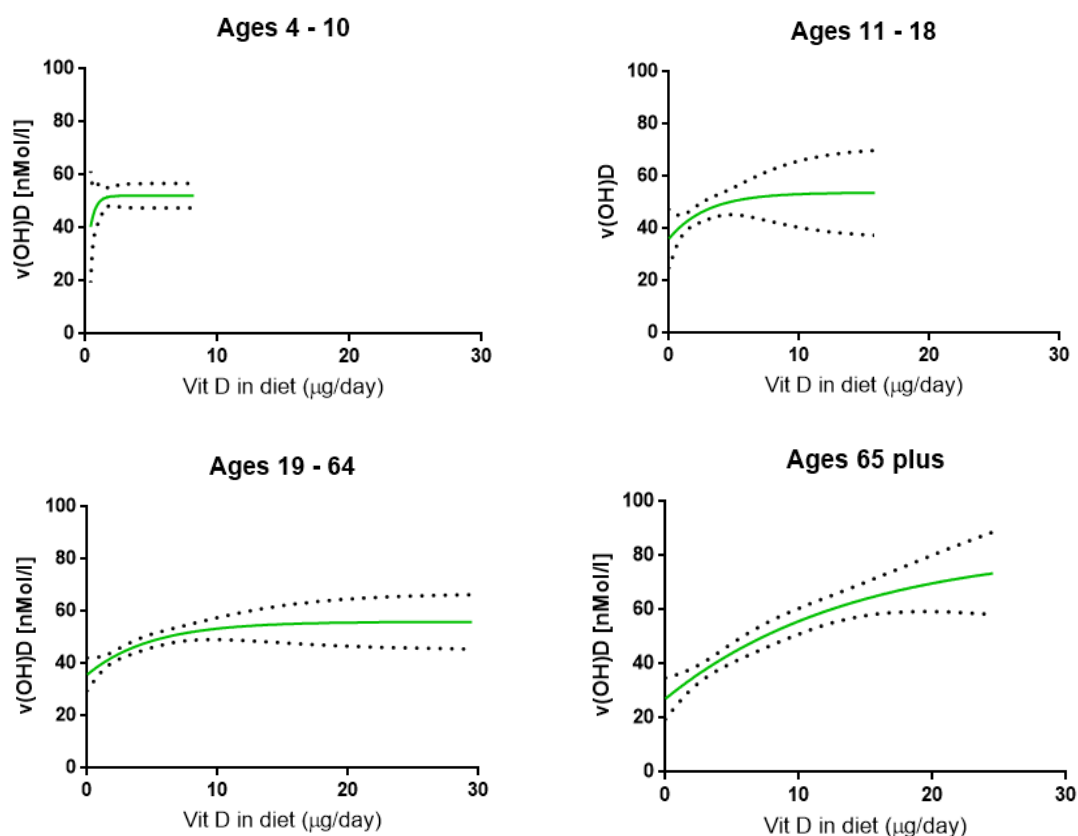 Ages 4 - 10
v(OH)D [nMol/l]
100
80
60
40
20
0
0 10 20 30
Vit D in diet (μg/day)
Ages 11 - 18
v(OH)D
100
80
60
40
20
0
0 10 20 30
Vit D in diet (μg/day)
Ages 19 - 64
v(OH)D [nMol/l]
100
80
60
40
20
0
0 10 20 30
Vit D in diet (μg/day)
Ages 65 plus
v(OH)D [nMol/l]
100
80
60
40
20
0
0 10 20 30
Vit D in diet (μg/day)